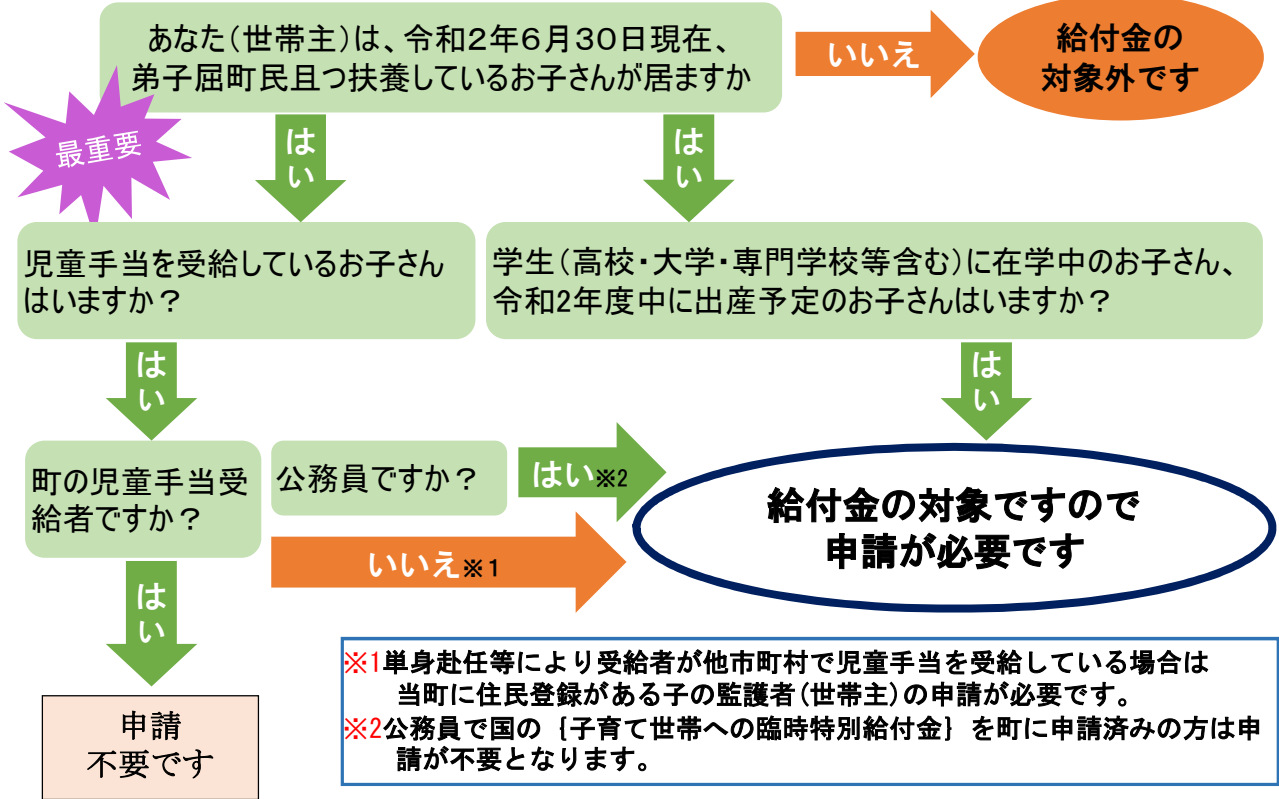 あなた(世帯主)は、令和2年6月30日現在、
弟子屈町民且つ扶養しているお子さんが居ますか
いいえ
給付金の
対象外です
最重要
はい
はい
児童手当を受給しているお子さん
はいますか？
学生(高校・大学・専門学校等含む)に在学中のお子さん、
令和2年度中に出産予定のお子さんはいますか？
はい
はい
町の児童手当受
給者ですか？
公務員ですか？
はい※2
いいえ※1
給付金の対象ですので
申請が必要です
はい
申請
不要です
※1単身赴任等により受給者が他市町村で児童手当を受給している場合は
当町に住民登録がある子の監護者(世帯主)の申請が必要です。
※2公務員で国の｛子育て世帯への臨時特別給付金｝を町に申請済みの方は申
請が不要となります。